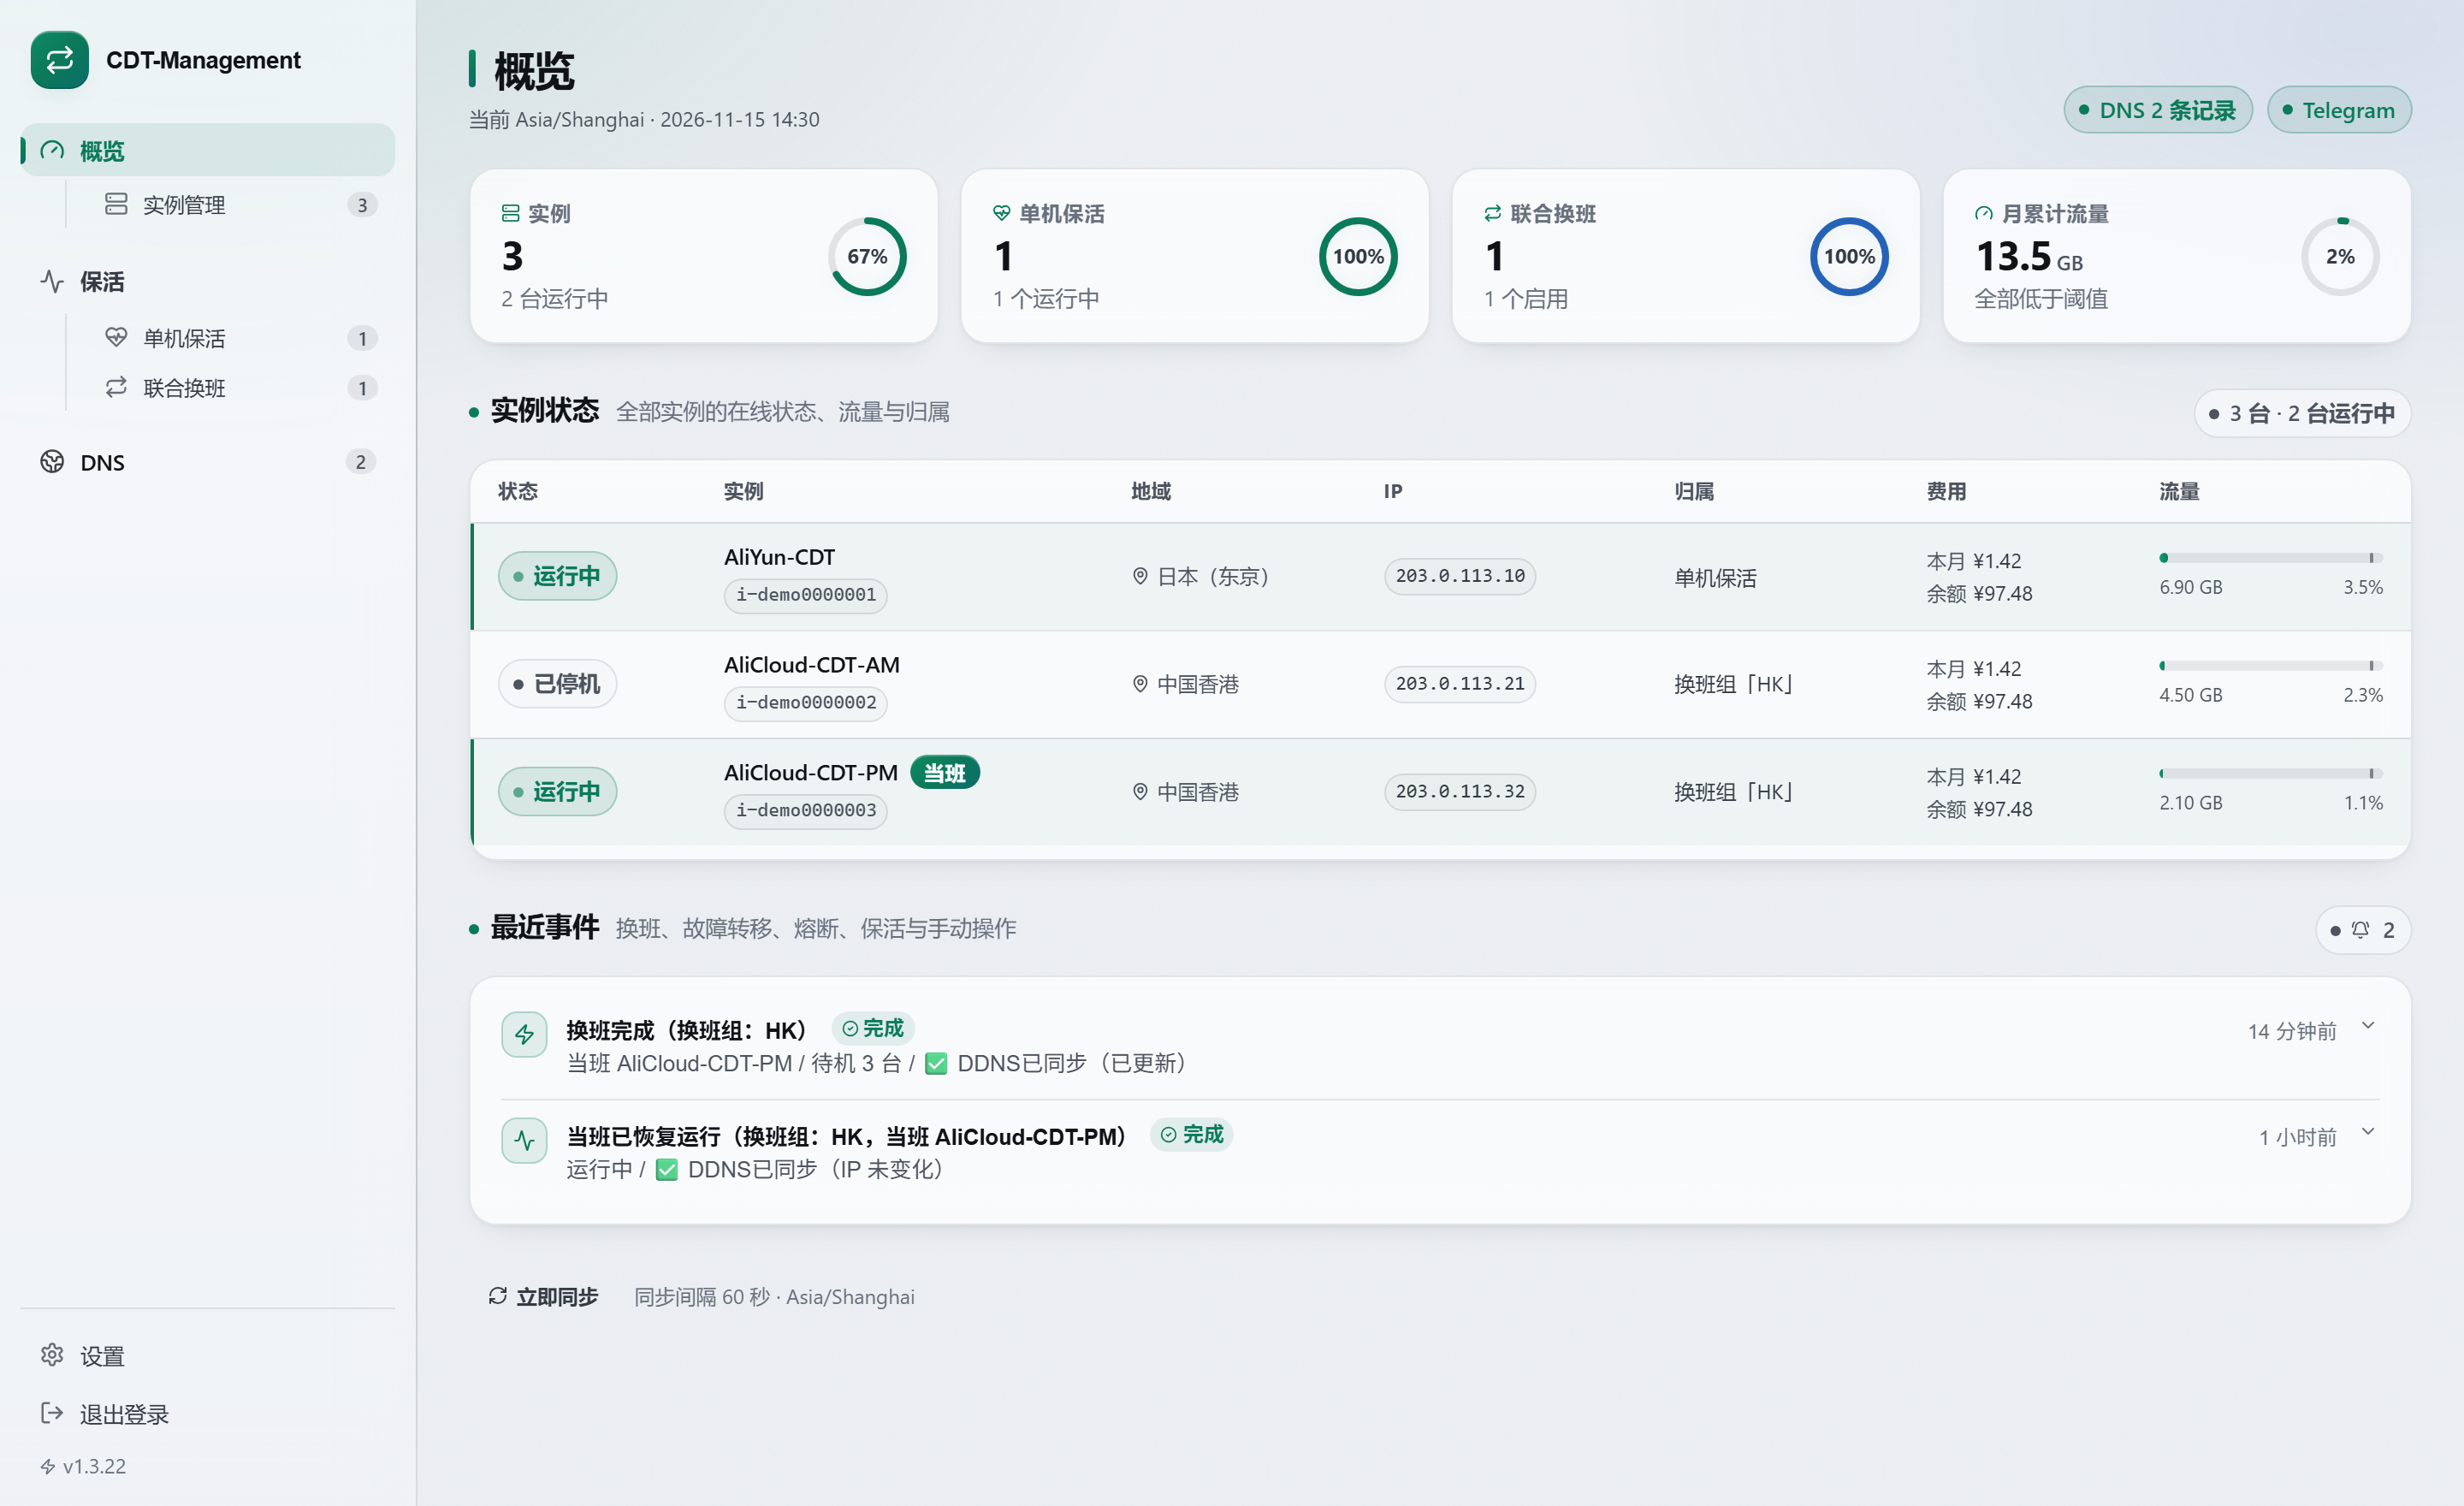 CDT-Management
概览
实例管理 3
保活
单机保活 1
联合换班 1
DNS 2
设置
退出登录
v1.3.22
概览
当前 Asia/Shanghai · 2026-11-15 14:30
DNS 2 条记录
Telegram
实例
3
2 台运行中
67%
单机保活
1
1 个运行中
100%
联合换班
1
1 个启用
100%
月累计流量
13.5 GB
全部低于阈值
2%
实例状态 全部实例的在线状态、流量与归属
3 台 · 2 台运行中
状态 实例 地域 IP 归属 费用 流量
运行中
AliYun-CDT
i-demo0000001
日本（东京）
203.0.113.10
单机保活
本月 ¥1.42
余额 ¥97.48
6.90 GB 3.5%
已停机
AliCloud-CDT-AM
i-demo0000002
中国香港
203.0.113.21
换班组「HK」
本月 ¥1.42
余额 ¥97.48
4.50 GB 2.3%
运行中
AliCloud-CDT-PM 当班
i-demo0000003
中国香港
203.0.113.32
换班组「HK」
本月 ¥1.42
余额 ¥97.48
2.10 GB 1.1%
最近事件 换班、故障转移、熔断、保活与手动操作
2
换班完成（换班组：HK） 完成
当班 AliCloud-CDT-PM / 待机 3 台 / ✅ DDNS已同步（已更新）
14 分钟前
当班已恢复运行（换班组：HK，当班 AliCloud-CDT-PM） 完成
运行中 / ✅ DDNS已同步（IP 未变化）
1 小时前
立即同步 同步间隔 60 秒 · Asia/Shanghai